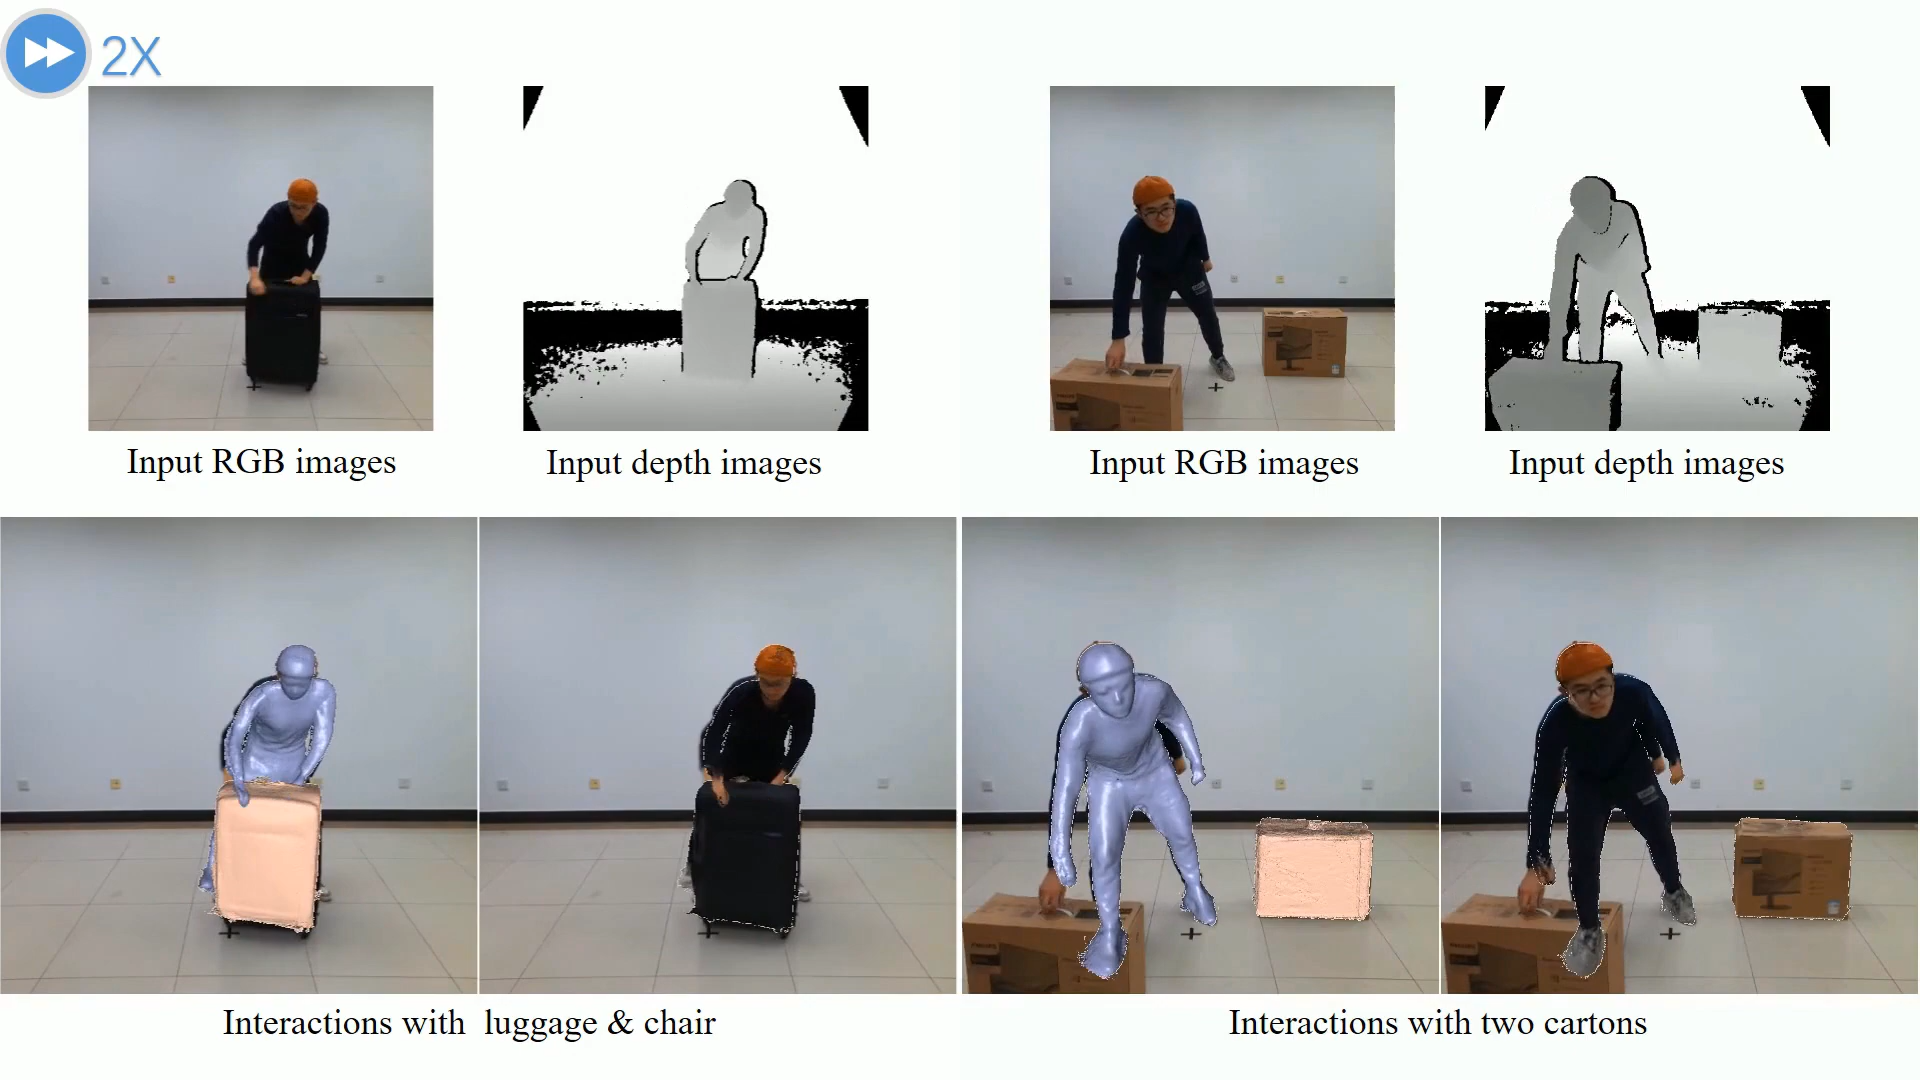 2X
Input RGB images
Input depth images
Input RGB images
Input depth images
Interactions with luggage & chair
Interactions with two cartons